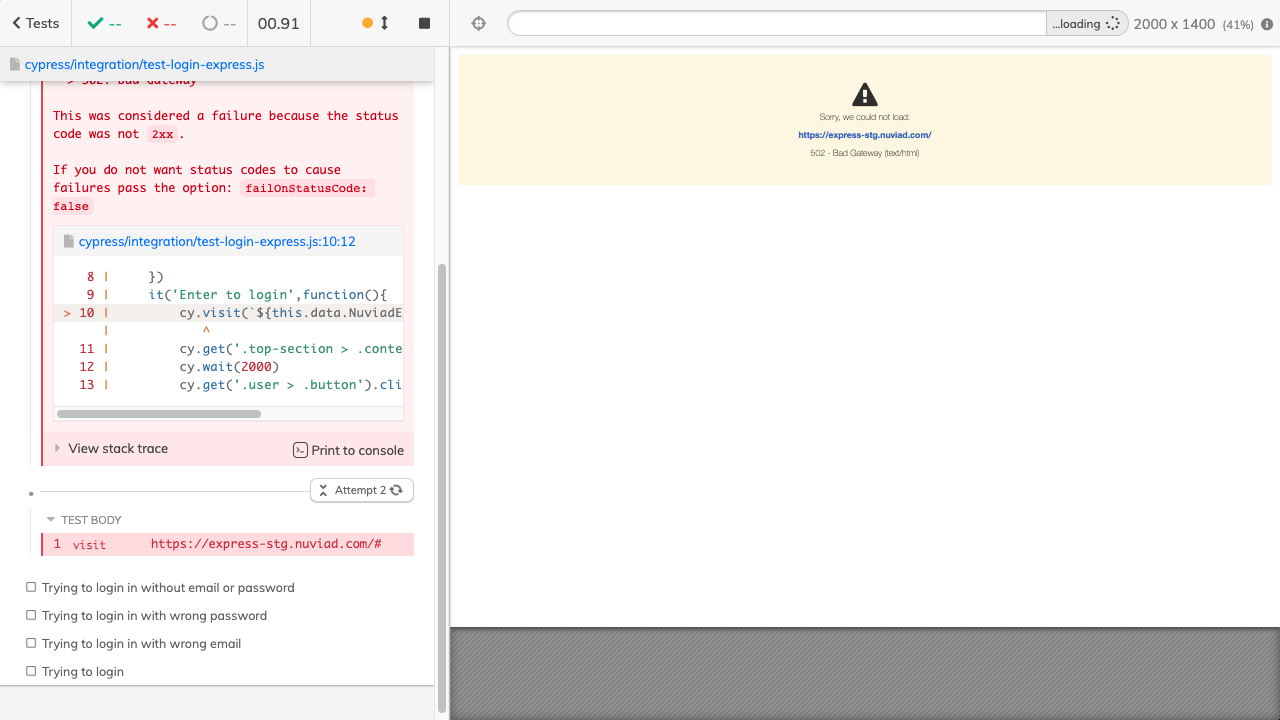 Tests
--
--
--
00.91
...loading
2000 x 1400 (41%)
cypress/integration/test-login-express.js
> 502: Bad Gateway
This was considered a failure because the status
code was not 2xx.
If you do not want status codes to cause
failures pass the option: failOnStatusCode:
false
cypress/integration/test-login-express.js:10:12
8 | })
9 | it('Enter to login',function(){
> 10 | cy.visit(`${this.data.NuviadE
| ^
11 | cy.get('.top-section > .conte
12 | cy.wait(2000)
13 | cy.get('.user > .button').cli
View stack trace
Print to console
Attempt 2
TEST BODY
1 visit https://express-stg.nuviad.com/#
Trying to login in without email or password
Trying to login in with wrong password
Trying to login in with wrong email
Trying to login
Sorry, we could not load:
https://express-stg.nuviad.com/
502 - Bad Gateway (text/html)